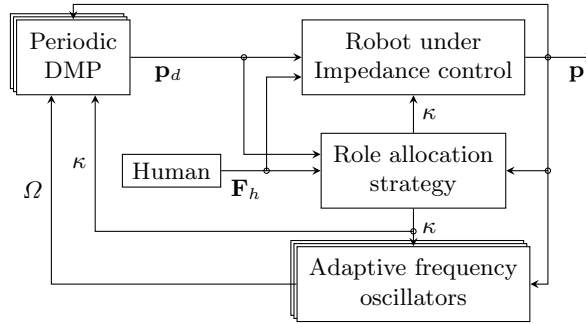 Periodic
DMP
p_d
Robot under
Impedance control
p
κ
κ
Role allocation
strategy
Human
F_h
Ω
κ
Adaptive frequency
oscillators